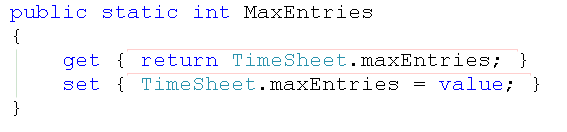 public static int MaxEntries
{
    get { return TimeSheet.maxEntries; }
    set { TimeSheet.maxEntries = value; }
}